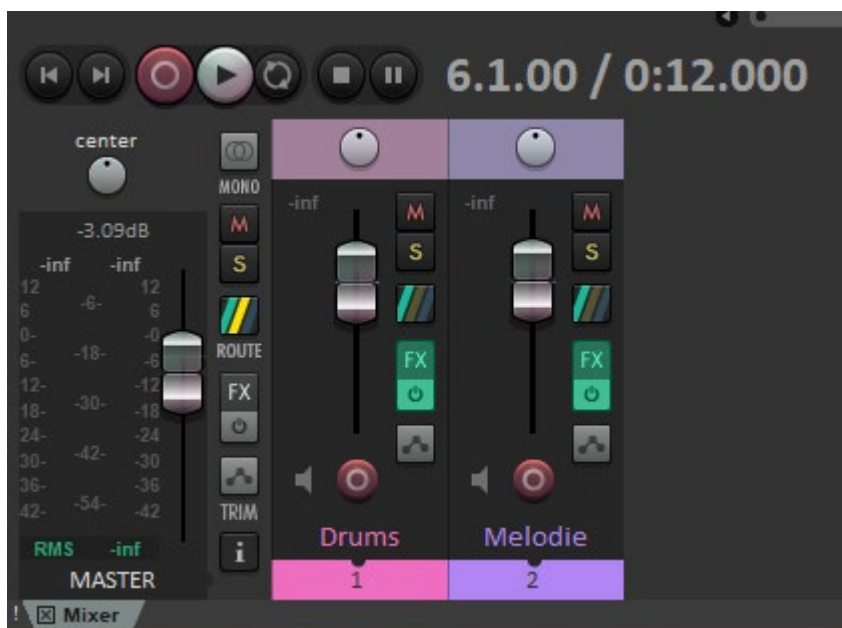 6.1.00 / 0:12.000
center
MONO
-3.09dB
M
S
-inf -inf
12 12
6 -6- 6
0- -0
6- -18- -6
12- -12
18- -30- -18
24- -24
30- -42- -30
36- -36
42- -54- -42
RMS -inf
MASTER
ROUTE
FX
TRIM
i
-inf
M
S
FX
Drums
1
-inf
M
S
FX
Melodie
2
! Mixer